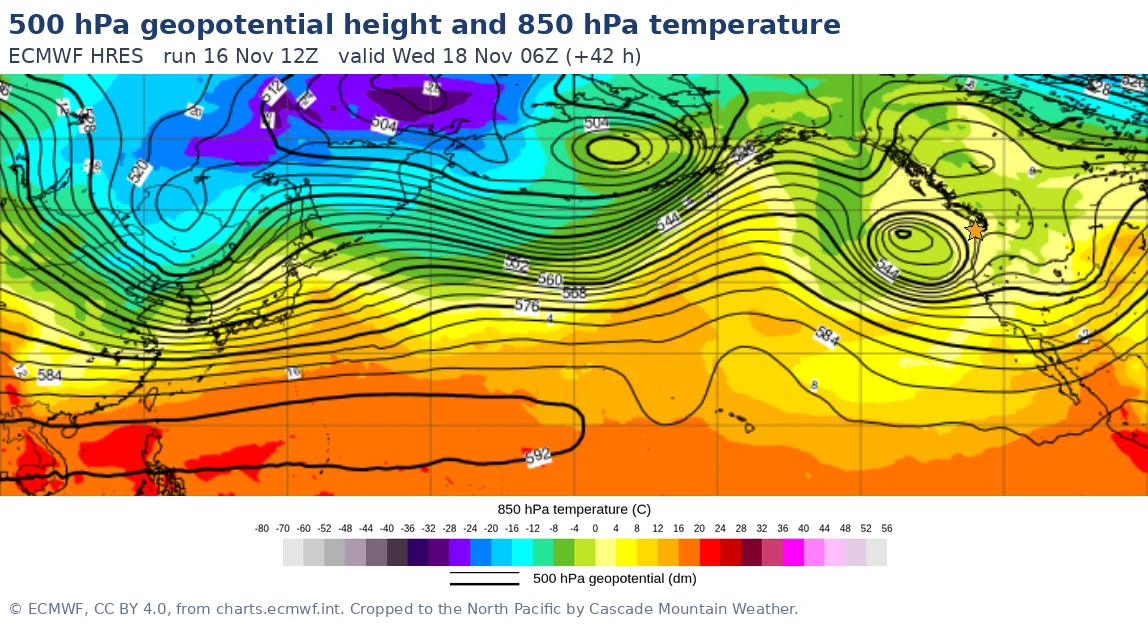 500 hPa geopotential height and 850 hPa temperature
ECMWF HRES run 16 Nov 12Z valid Wed 18 Nov 06Z (+42 h)
512
504
504
520
544
552
560
568
576
4
544
584
584
16
8
592
850 hPa temperature (C)
-80 -70 -60 -52 -48 -44 -40 -36 -32 -28 -24 -20 -16 -12 -8 -4 0 4 8 12 16 20 24 28 32 36 40 44 48 52 56
500 hPa geopotential (dm)
© ECMWF, CC BY 4.0, from charts.ecmwf.int. Cropped to the North Pacific by Cascade Mountain Weather.